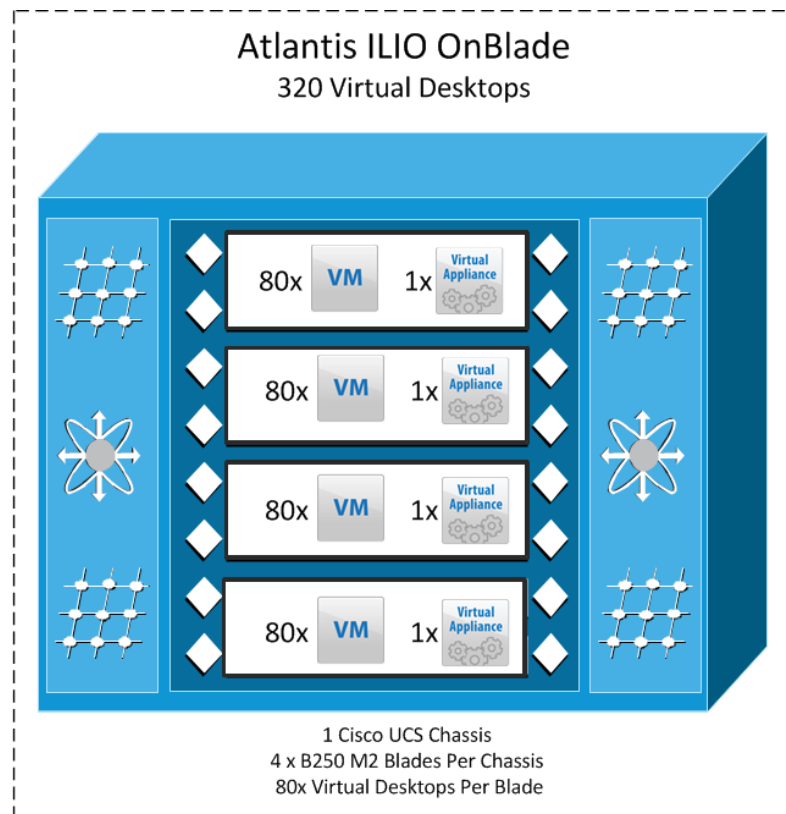 Atlantis ILIO OnBlade
320 Virtual Desktops
80x VM 1x Virtual Appliance
80x VM 1x Virtual Appliance
80x VM 1x Virtual Appliance
80x VM 1x Virtual Appliance
1 Cisco UCS Chassis
4 x B250 M2 Blades Per Chassis
80x Virtual Desktops Per Blade